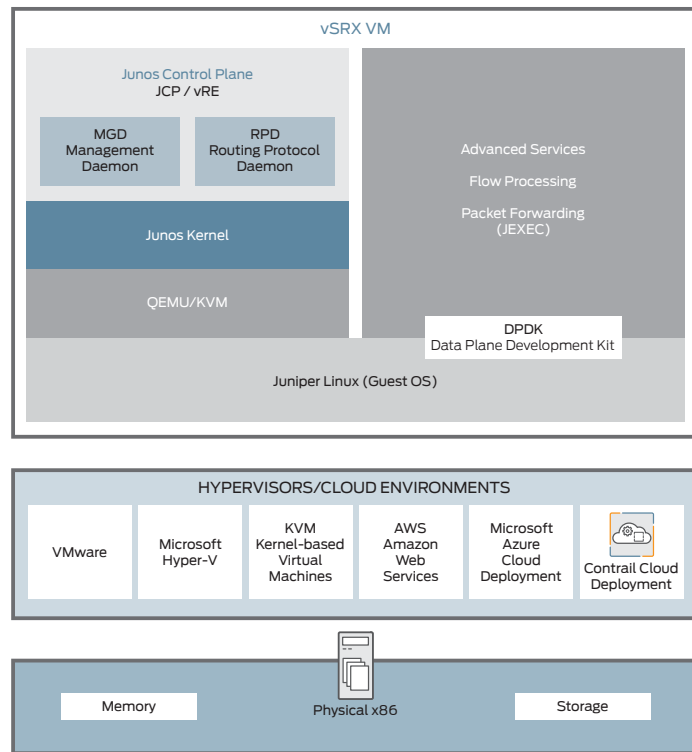 vSRX VM
Junos Control Plane
JCP / vRE
MGD
Management
Daemon
RPD
Routing Protocol
Daemon
Junos Kernel
QEMU/KVM
Advanced Services
Flow Processing
Packet Forwarding
(JEXEC)
DPDK
Data Plane Development Kit
Juniper Linux (Guest OS)
HYPERVISORS/CLOUD ENVIRONMENTS
VMware
Microsoft
Hyper-V
KVM
Kernel-based
Virtual
Machines
AWS
Amazon
Web
Services
Microsoft
Azure
Cloud
Deployment
Contrail Cloud
Deployment
Memory
Physical x86
Storage